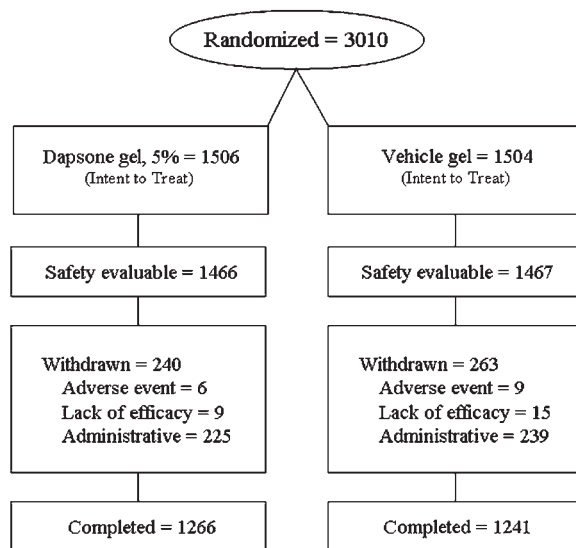 Randomized = 3010
Dapsone gel, 5% = 1506
(Intent to Treat)
Vehicle gel = 1504
(Intent to Treat)
Safety evaluable = 1466
Safety evaluable = 1467
Withdrawn = 240
Adverse event = 6
Lack of efficacy = 9
Administrative = 225
Withdrawn = 263
Adverse event = 9
Lack of efficacy = 15
Administrative = 239
Completed = 1266
Completed = 1241